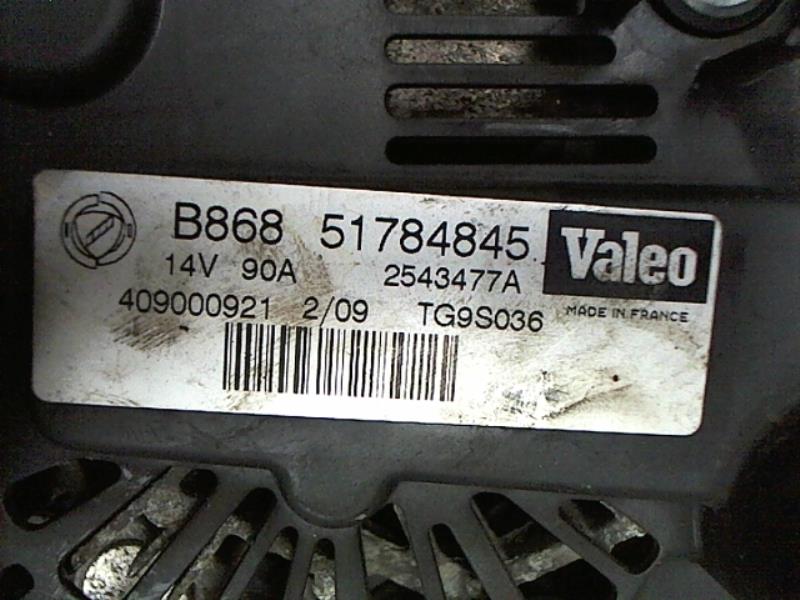 B868 51784845 Valeo
14V 90A 2543477A
409000921 2/09 TG9S036 MADE IN FRANCE